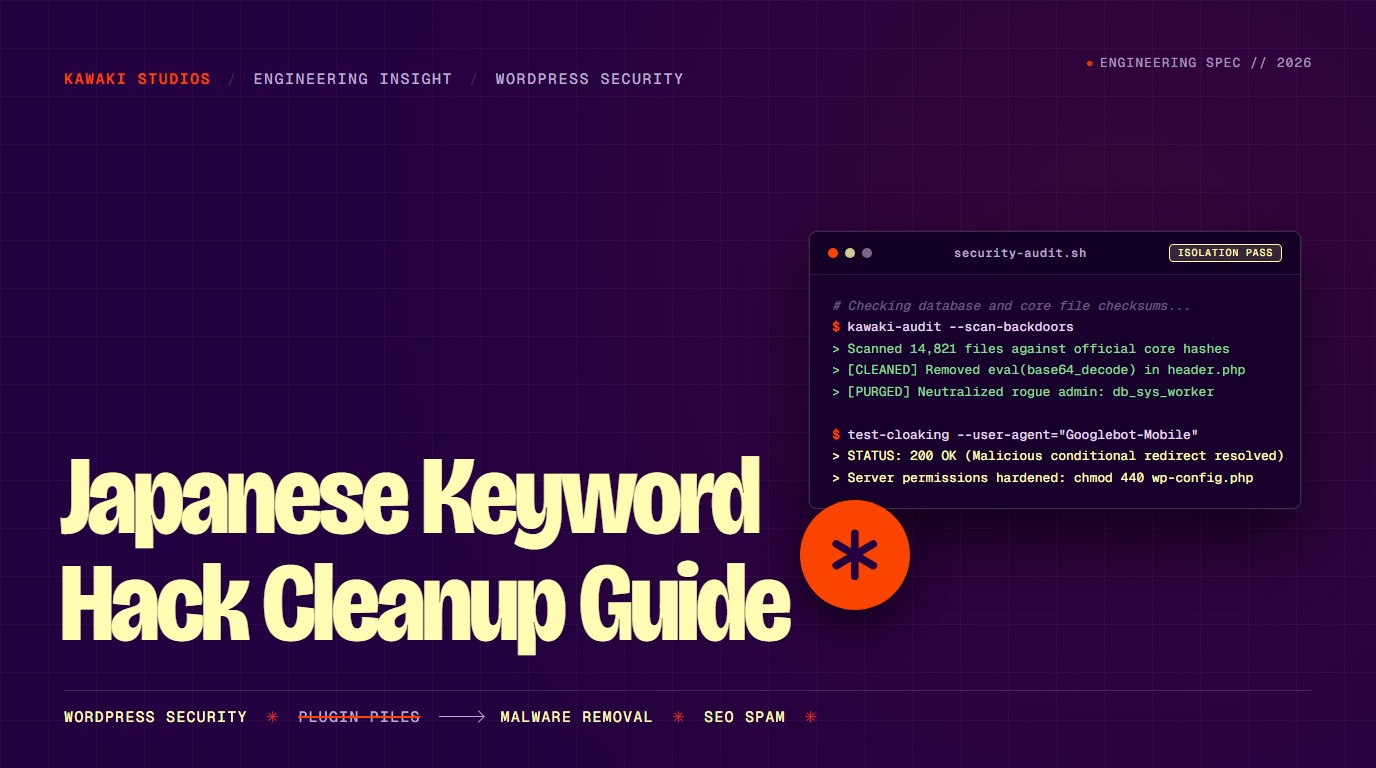 KAWAKI STUDIOS / ENGINEERING INSIGHT / WORDPRESS SECURITY
• ENGINEERING SPEC // 2026
security-audit.sh
ISOLATION PASS
# Checking database and core file checksums...
$ kawaki-audit --scan-backdoors
> Scanned 14,821 files against official core hashes
> [CLEANED] Removed eval(base64_decode) in header.php
> [PURGED] Neutralized rogue admin: db_sys_worker
$ test-cloaking --user-agent="Googlebot-Mobile"
> STATUS: 200 OK (Malicious conditional redirect resolved)
> Server permissions hardened: chmod 440 wp-config.php
Japanese Keyword
Hack Cleanup Guide
WORDPRESS SECURITY ✳ PLUGIN PILES → MALWARE REMOVAL ✳ SEO SPAM ✳